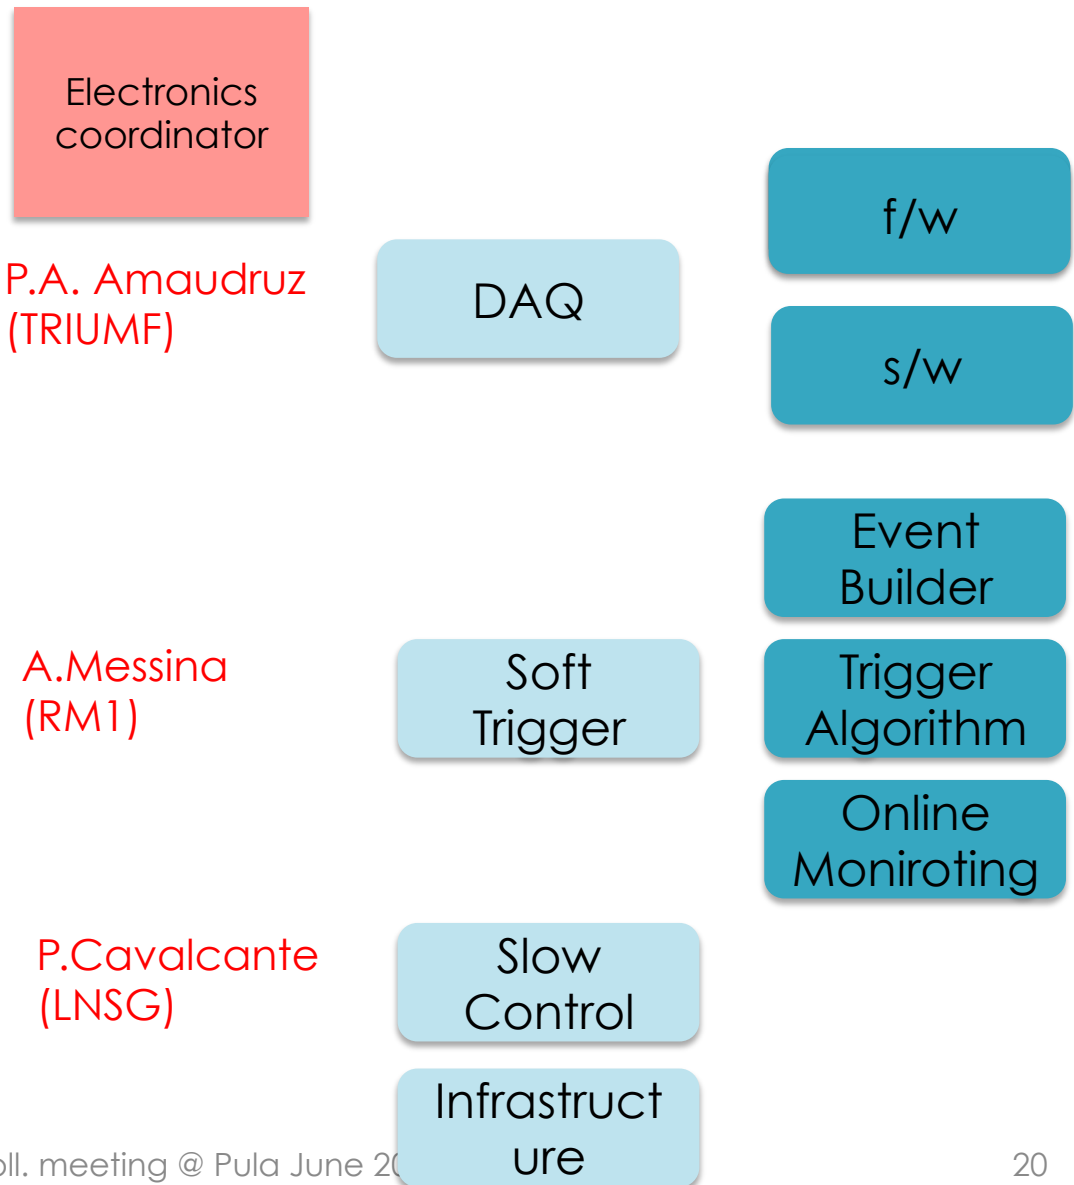 Electronics
coordinator
f/w
P.A. Amaudruz
(TRIUMF)
DAQ
s/w
Event
Builder
A.Messina
(RM1)
Soft
Trigger
Trigger
Algorithm
Online
Moniroting
P.Cavalcante
(LNSG)
Slow
Control
Infrastruct
ure
meeting @ Pula June
20